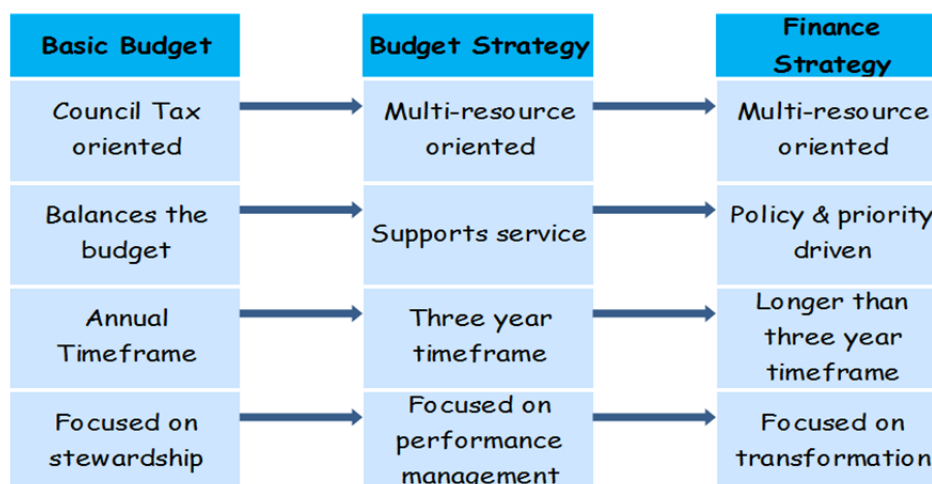 Basic Budget
Budget Strategy
Finance
Strategy
Council Tax
oriented
Multi-resource
oriented
Multi-resource
oriented
Balances the
budget
Supports service
Policy & priority
driven
Annual
Timeframe
Three year
timeframe
Longer than
three year
timeframe
Focused on
stewardship
Focused on
performance
management
Focused on
transformation